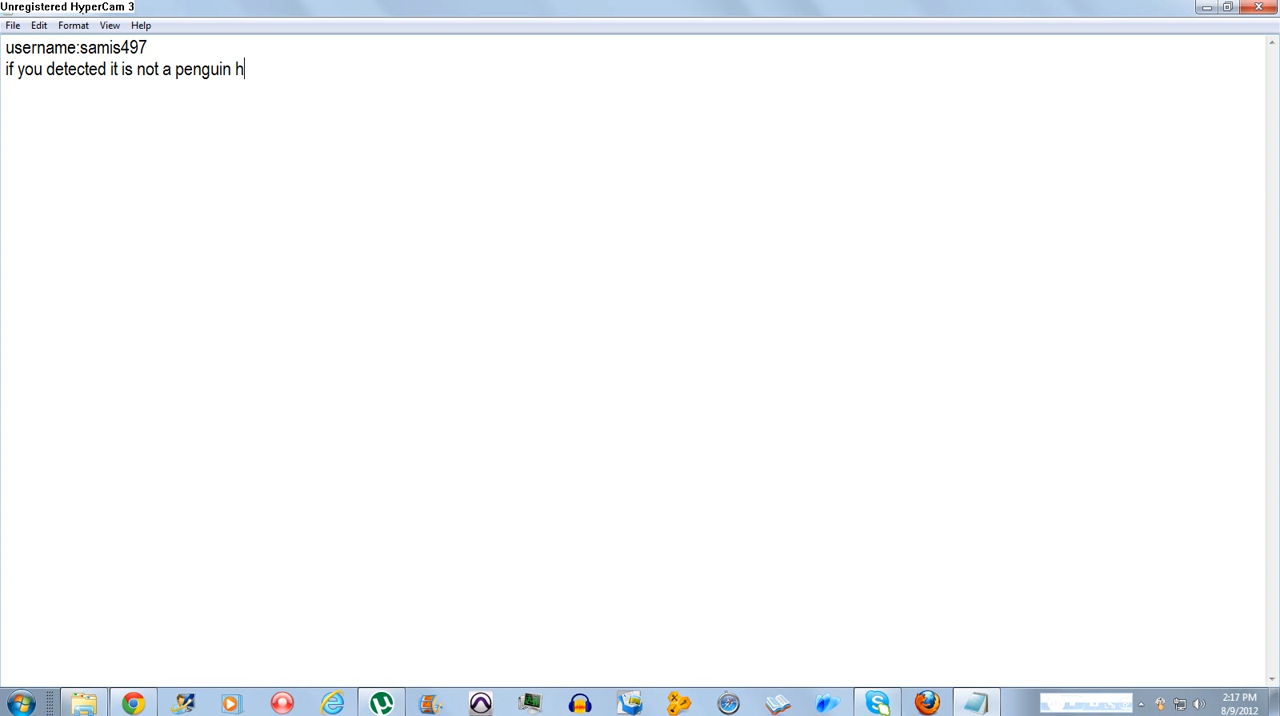 Unregistered HyperCam 3
File Edit Format View Help
username:samis497
if you detected it is not a penguin h
2:17 PM
8/9/2012